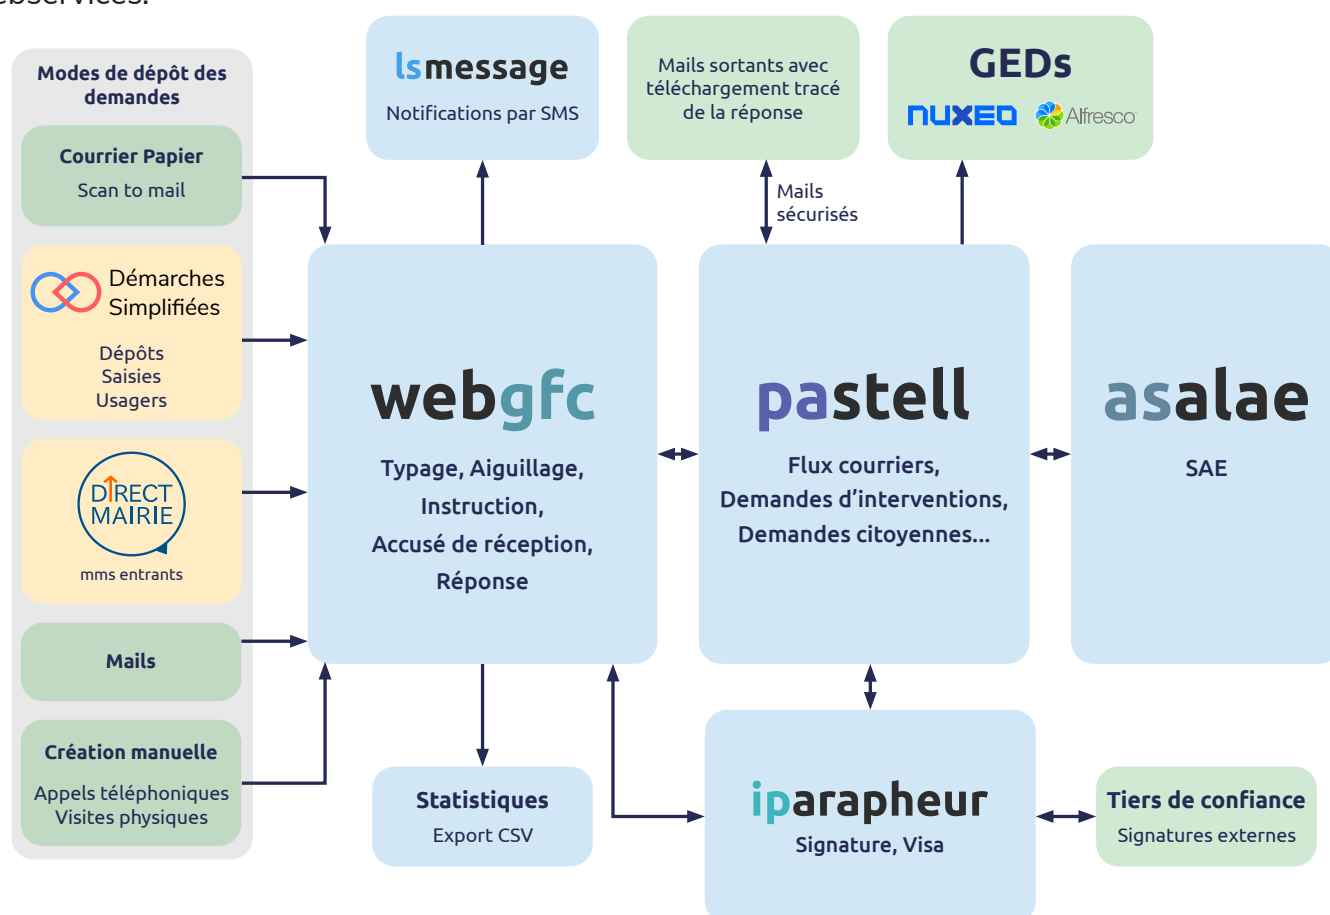 ebservices.
Modes de dépôt des
demandes
Courrier Papier
Scan to mail
Démarches
Simplifiées
Dépôts
Saisies
Usagers
DIRECT
MAIRIE
mms entrants
Mails
Création manuelle
Appels téléphoniques
Visites physiques
lsmessage
Notifications par SMS
Mails sortants avec
téléchargement tracé
de la réponse
GEDs
NUXEO Alfresco
Mails
sécurisés
webgfc
Typage, Aiguillage,
Instruction,
Accusé de réception,
Réponse
pastell
Flux courriers,
Demandes d’interventions,
Demandes citoyennes...
asalae
SAE
Statistiques
Export CSV
iparapheur
Signature, Visa
Tiers de confiance
Signatures externes